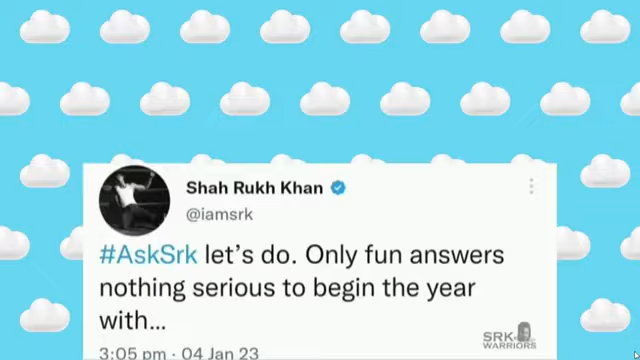 Shah Rukh Khan
@iamsrk
#AskSrk let's do. Only fun answers
nothing serious to begin the year
with...
3:05 pm · 04 Jan 23
SRK
WARRIORS